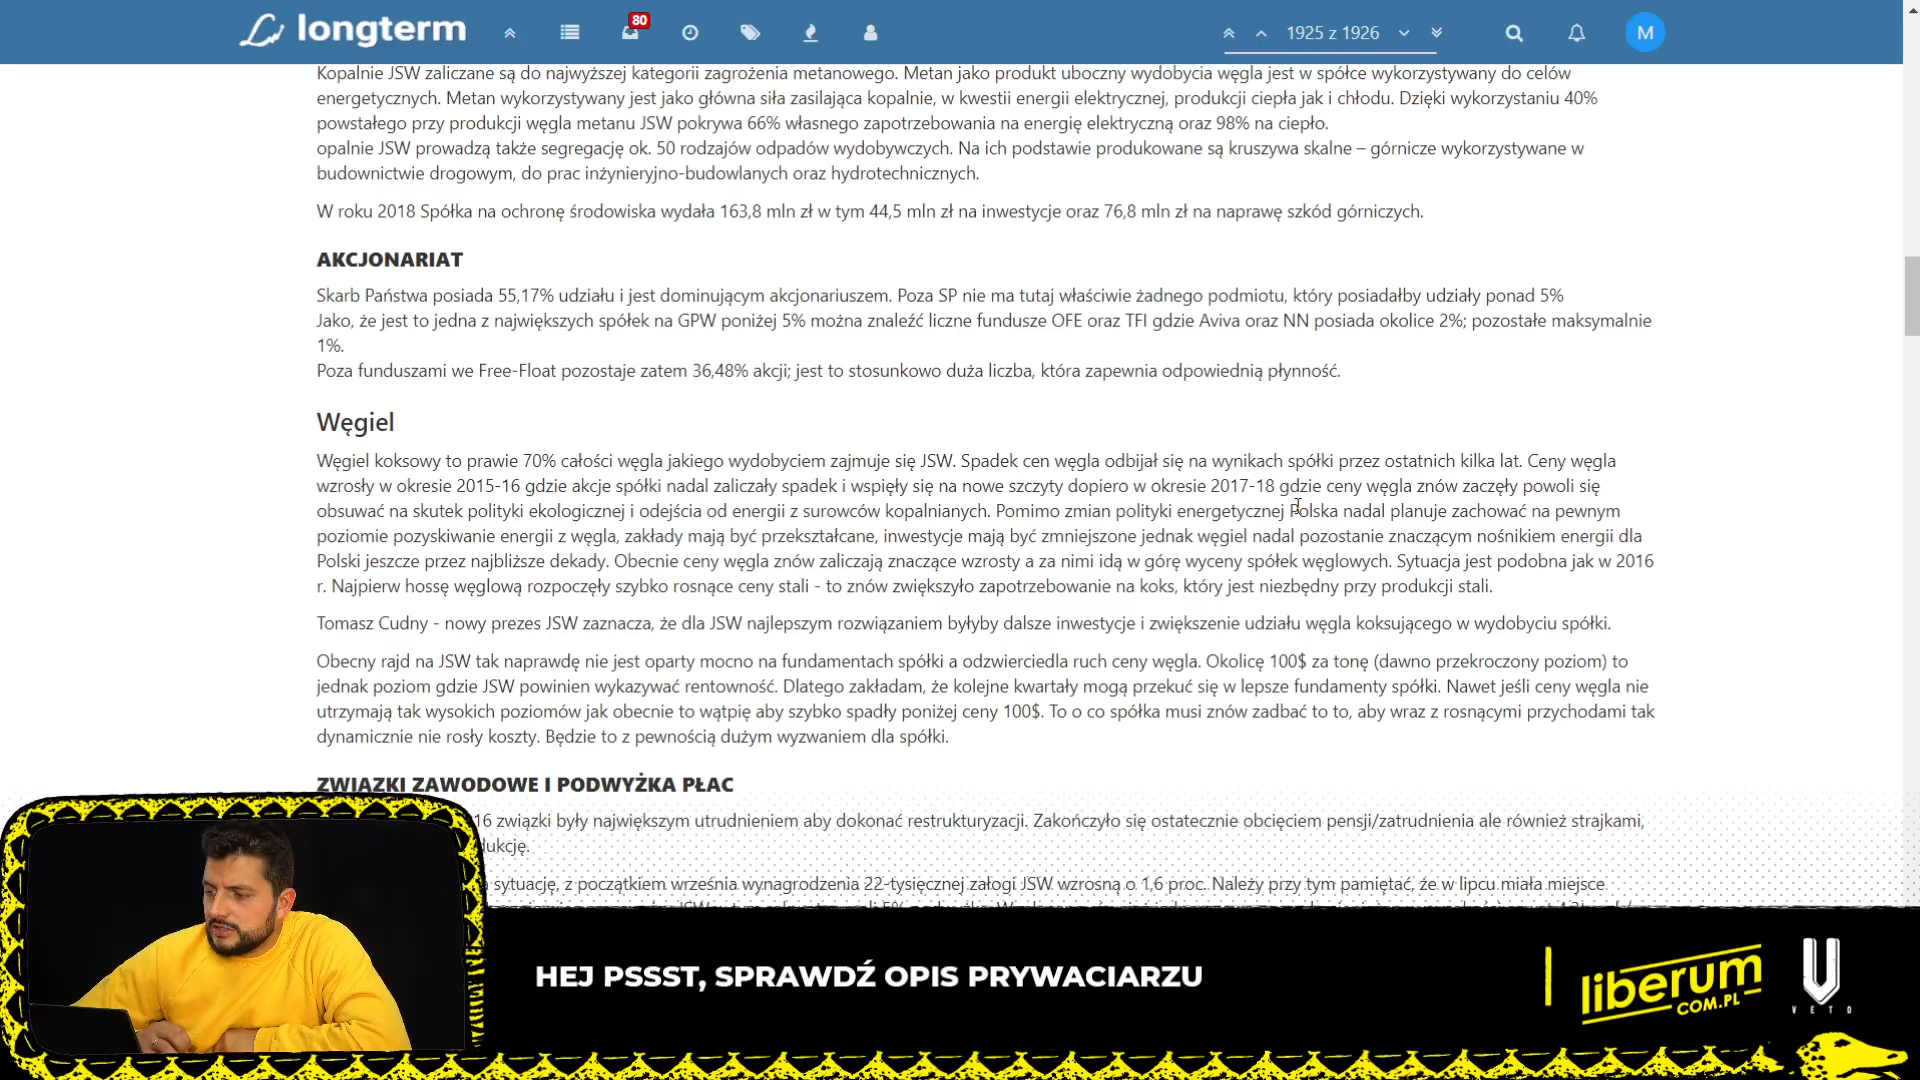 longterm
80
1925 z 1926
M
Kopalnie JSW zaliczane są do najwyższej kategorii zagrożenia metanowego. Metan jako produkt uboczny wydobycia węgla jest w spółce wykorzystywany do celów
energetycznych. Metan wykorzystywany jest jako główna siła zasilająca kopalnie, w kwestii energii elektrycznej, produkcji ciepła jak i chłodu. Dzięki wykorzystaniu 40%
powstałego przy produkcji węgla metanu JSW pokrywa 66% własnego zapotrzebowania na energię elektryczną oraz 98% na ciepło.
opalnie JSW prowadzą także segregację ok. 50 rodzajów odpadów wydobywczych. Na ich podstawie produkowane są kruszywa skalne – górnicze wykorzystywane w
budownictwie drogowym, do prac inżynieryjno-budowlanych oraz hydrotechnicznych.
W roku 2018 Spółka na ochronę środowiska wydała 163,8 mln zł w tym 44,5 mln zł na inwestycje oraz 76,8 mln zł na naprawę szkód górniczych.
AKCJONARIAT
Skarb Państwa posiada 55,17% udziału i jest dominującym akcjonariuszem. Poza SP nie ma tutaj właściwie żadnego podmiotu, który posiadałby udziały ponad 5%
Jako, że jest to jedna z największych spółek na GPW poniżej 5% można znaleźć liczne fundusze OFE oraz TFI gdzie Aviva oraz NN posiada okolice 2%; pozostałe maksymalnie
1%.
Poza funduszami we Free-Float pozostaje zatem 36,48% akcji; jest to stosunkowo duża liczba, która zapewnia odpowiednią płynność.
Węgiel
Węgiel koksowy to prawie 70% całości węgla jakiego wydobyciem zajmuje się JSW. Spadek cen węgla odbijał się na wynikach spółki przez ostatnich kilka lat. Ceny węgla
wzrosły w okresie 2015-16 gdzie akcje spółki nadal zaliczały spadek i wspięły się na nowe szczyty dopiero w okresie 2017-18 gdzie ceny węgla znów zaczęły powoli się
obsuwać na skutek polityki ekologicznej i odejścia od energii z surowców kopalnianych. Pomimo zmian polityki energetycznej Polska nadal planuje zachować na pewnym
poziomie pozyskiwanie energii z węgla, zakłady mają być przekształcane, inwestycje mają być zmniejszone jednak węgiel nadal pozostanie znaczącym nośnikiem energii dla
Polski jeszcze przez najbliższe dekady. Obecnie ceny węgla znów zaliczają znaczące wzrosty a za nimi idą w górę wyceny spółek węglowych. Sytuacja jest podobna jak w 2016
r. Najpierw hossę węglową rozpoczęły szybko rosnące ceny stali - to znów zwiększyło zapotrzebowanie na koks, który jest niezbędny przy produkcji stali.
Tomasz Cudny - nowy prezes JSW zaznacza, że dla JSW najlepszym rozwiązaniem byłyby dalsze inwestycje i zwiększenie udziału węgla koksującego w wydobyciu spółki.
Obecny rajd na JSW tak naprawdę nie jest oparty mocno na fundamentach spółki a odzwierciedla ruch ceny węgla. Okolicę 100$ za tonę (dawno przekroczony poziom) to
jednak poziom gdzie JSW powinien wykazywać rentowność. Dlatego zakładam, że kolejne kwartały mogą przekuć się w lepsze fundamenty spółki. Nawet jeśli ceny węgla nie
utrzymają tak wysokich poziomów jak obecnie to wątpię aby szybko spadły poniżej ceny 100$. To o co spółka musi znów zadbać to to, aby wraz z rosnącymi przychodami tak
dynamicznie nie rosły koszty. Będzie to z pewnością dużym wyzwaniem dla spółki.
ZWIĄZKI ZAWODOWE I PODWYŻKA PŁAC
16 związki były największym utrudnieniem aby dokonać restrukturyzacji. Zakończyło się ostatecznie obcięciem pensji/zatrudnienia ale również strajkami,
dukcję.
sytuację, z początkiem września wynagrodzenia 22-tysięcznej załogi JSW wzrosną o 1,6 proc. Należy przy tym pamiętać, że w lipcu miała miejsce
HEJ PSSST, SPRAWDŹ OPIS PRYWACIARZU
liberum
COM.PL
VETO